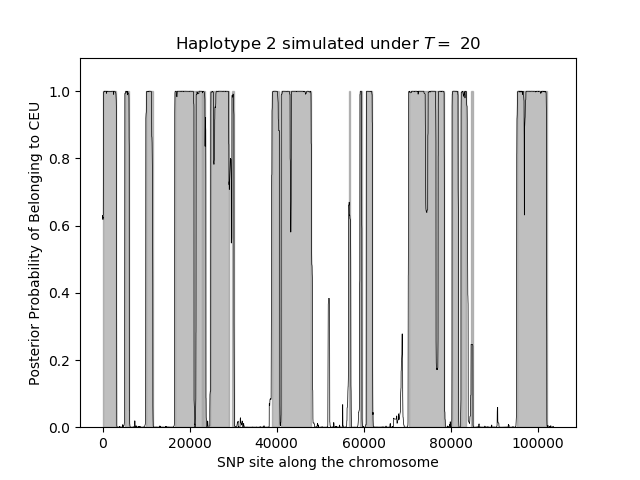 Haplotype 2 simulated under T = 20
Posterior Probability of Belonging to CEU
1.0
0.8
0.6
0.4
0.2
0.0
0 20000 40000 60000 80000 100000
SNP site along the chromosome